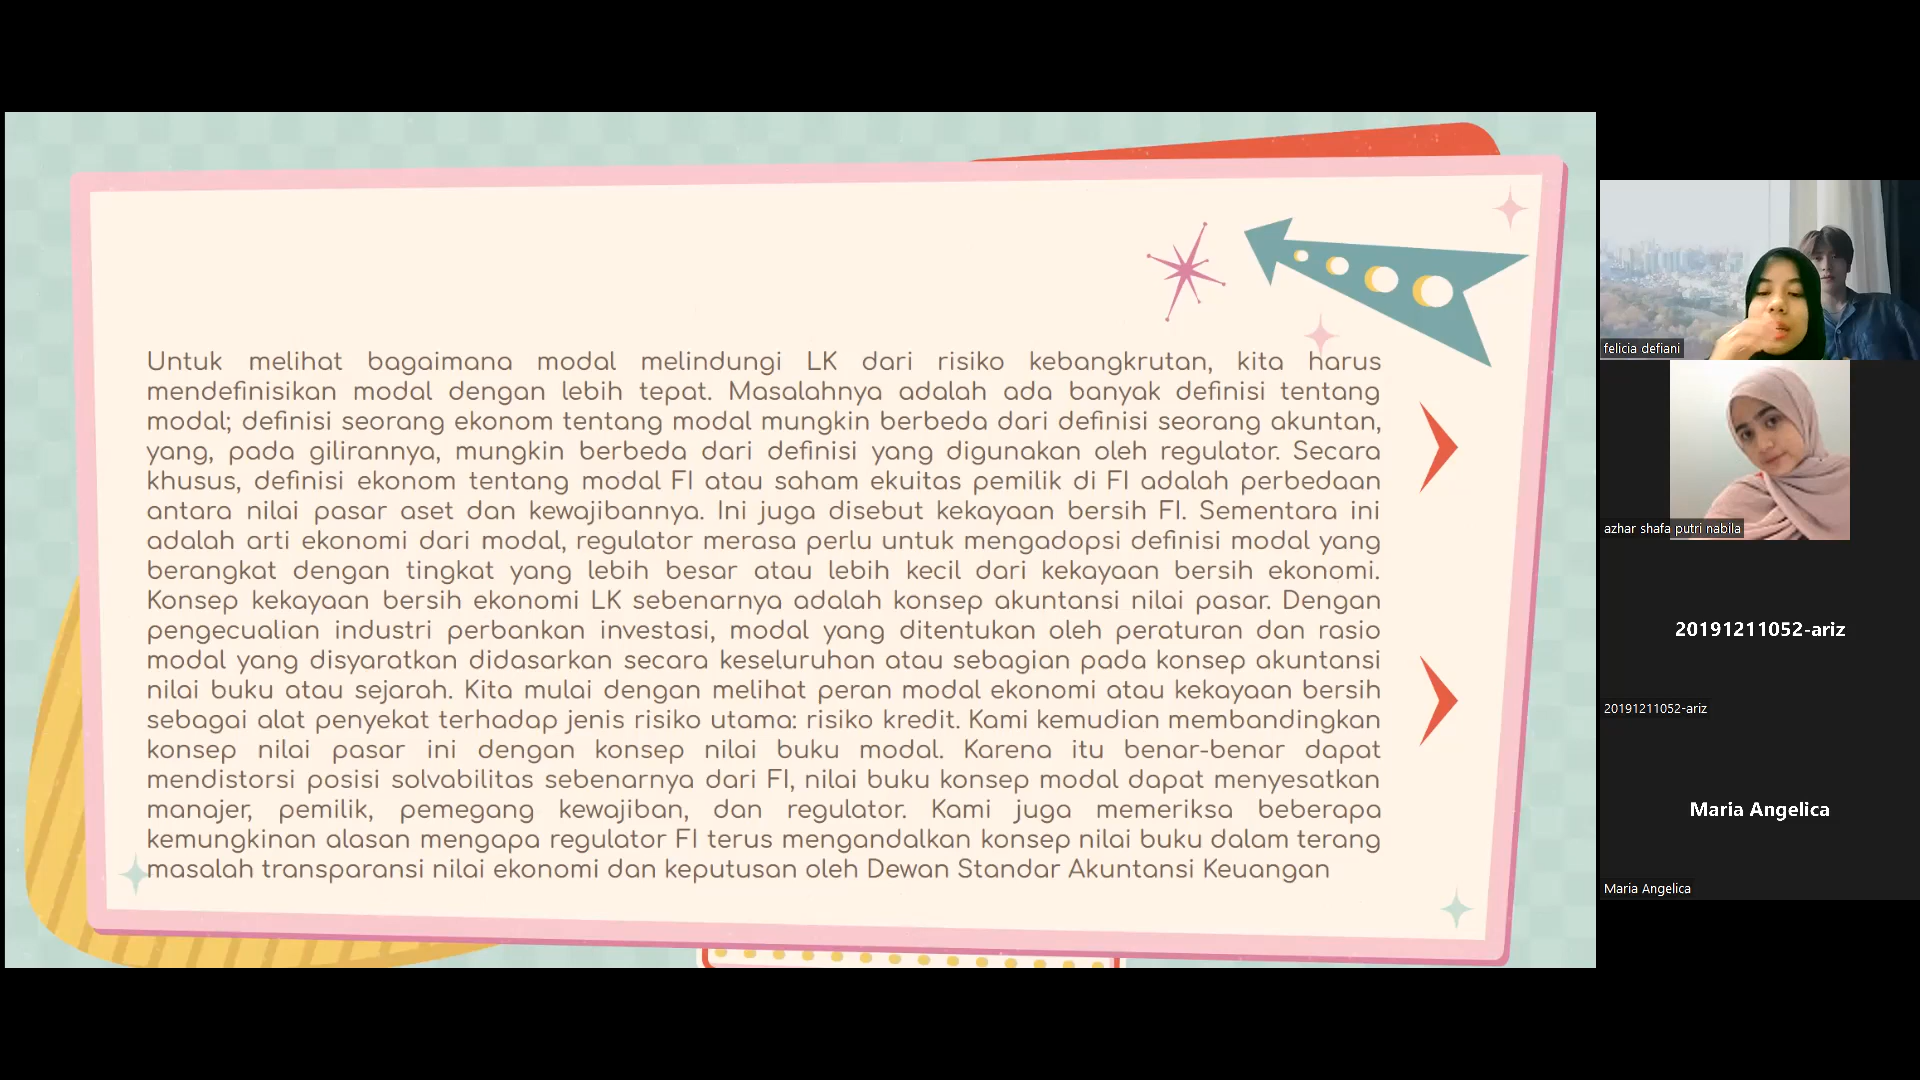 Untuk melihat bagaimana modal melindungi LK dari risiko kebangkrutan, kita harus
mendefinisikan modal dengan lebih tepat. Masalahnya adalah ada banyak definisi tentang
modal; definisi seorang ekonom tentang modal mungkin berbeda dari definisi seorang akuntan,
yang, pada gilirannya, mungkin berbeda dari definisi yang digunakan oleh regulator. Secara
khusus, definisi ekonom tentang modal FI atau saham ekuitas pemilik di FI adalah perbedaan
antara nilai pasar aset dan kewajibannya. Ini juga disebut kekayaan bersih FI. Sementara ini
adalah arti ekonomi dari modal, regulator merasa perlu untuk mengadopsi definisi modal yang
berangkat dengan tingkat yang lebih besar atau lebih kecil dari kekayaan bersih ekonomi.
Konsep kekayaan bersih ekonomi LK sebenarnya adalah konsep akuntansi nilai pasar. Dengan
pengecualian industri perbankan investasi, modal yang ditentukan oleh peraturan dan rasio
modal yang disyaratkan didasarkan secara keseluruhan atau sebagian pada konsep akuntansi
nilai buku atau sejarah. Kita mulai dengan melihat peran modal ekonomi atau kekayaan bersih
sebagai alat penyekat terhadap jenis risiko utama: risiko kredit. Kami kemudian membandingkan
konsep nilai pasar ini dengan konsep nilai buku modal. Karena itu benar-benar dapat
mendistorsi posisi solvabilitas sebenarnya dari FI, nilai buku konsep modal dapat menyesatkan
manajer, pemilik, pemegang kewajiban, dan regulator. Kami juga memeriksa beberapa
kemungkinan alasan mengapa regulator FI terus mengandalkan konsep nilai buku dalam terang
masalah transparansi nilai ekonomi dan keputusan oleh Dewan Standar Akuntansi Keuangan
felicia defiani
azhar shafa putri nabila
20191211052-ariz
20191211052-ariz
Maria Angelica
Maria Angelica